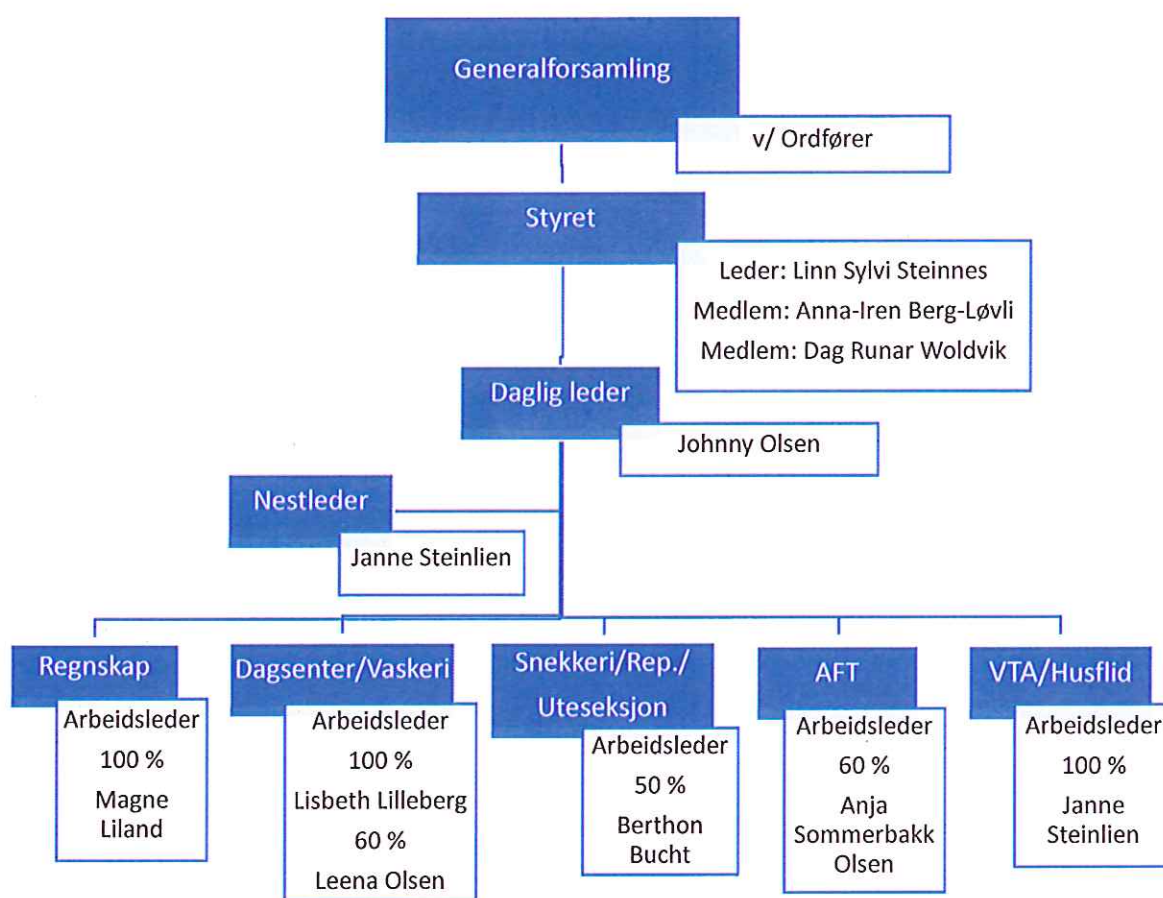 Generalforsamling
v/ Ordfører
Styret
Leder: Linn Sylvi Steinnes
Medlem: Anna-Iren Berg-Løvli
Medlem: Dag Runar Woldvik
Daglig leder
Johnny Olsen
Nestleder
Janne Steinlien
Regnskap
Arbeidsleder
100 %
Magne
Liland
Dagsenter/Vaskeri
Arbeidsleder
100 %
Lisbeth Lilleberg
60 %
Leena Olsen
Snekkeri/Rep./
Uteseksjon
Arbeidsleder
50 %
Berthon
Bucht
AFT
Arbeidsleder
60 %
Anja
Sommerbakk
Olsen
VTA/Husflid
Arbeidsleder
100 %
Janne
Steinlien